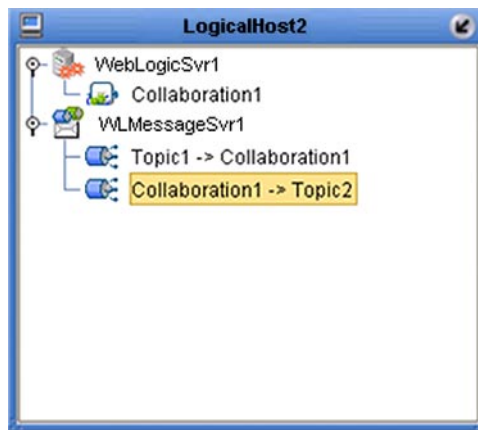 LogicalHost2
WebLogicSvr1
Collaboration1
WLMessageSvr1
Topic1 -> Collaboration1
Collaboration1 -> Topic2